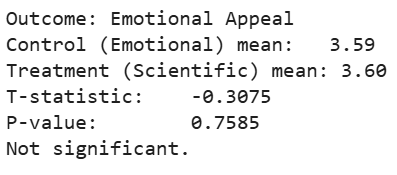 Outcome: Emotional Appeal
Control (Emotional) mean:   3.59
Treatment (Scientific) mean: 3.60
T-statistic:    -0.3075
P-value:        0.7585
Not significant.